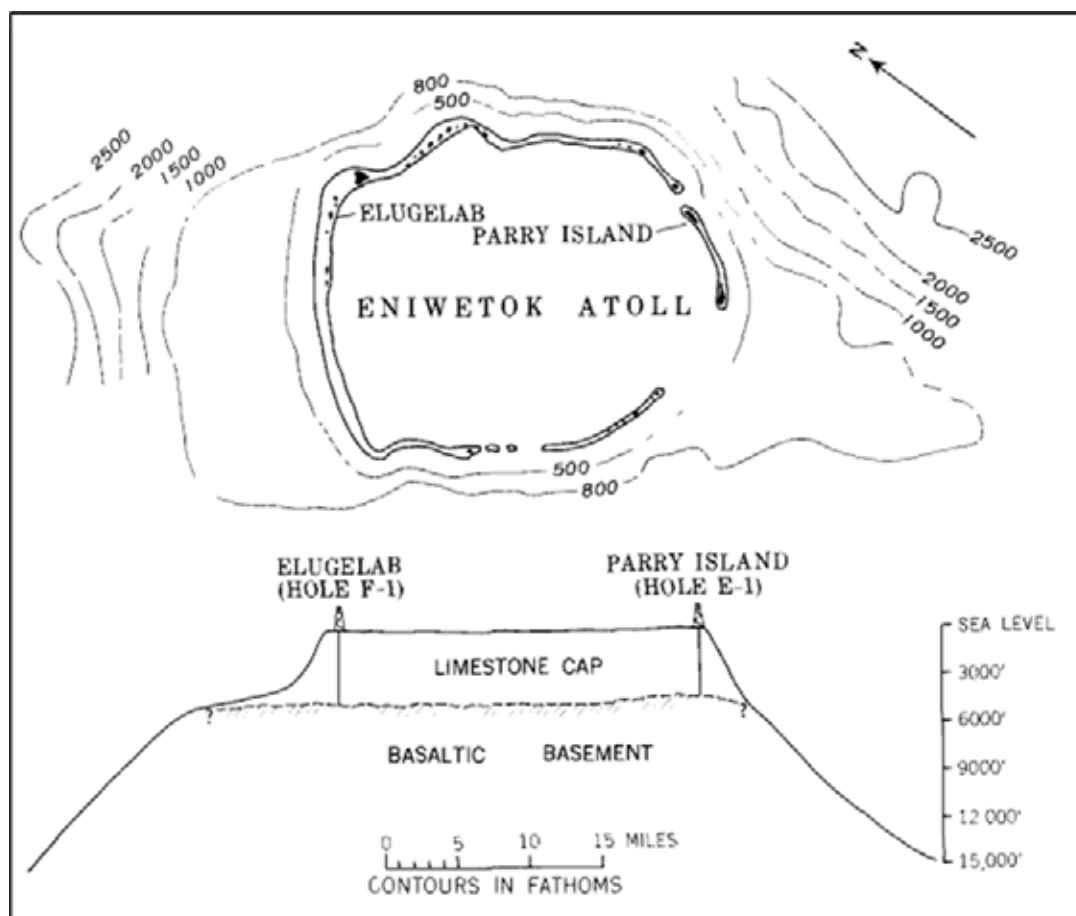 N
800
500
2500
2000
1500
1000
ELUGELAB
PARRY ISLAND
ENIWETOK ATOLL
2500
2000
1500
1000
500
800
ELUGELAB
(HOLE F-1)
PARRY ISLAND
(HOLE E-1)
SEA LEVEL
LIMESTONE CAP
3000'
?
?
6000'
BASALTIC BASEMENT
9000'
12 000'
15,000'
0 5 10 15 MILES
CONTOURS IN FATHOMS